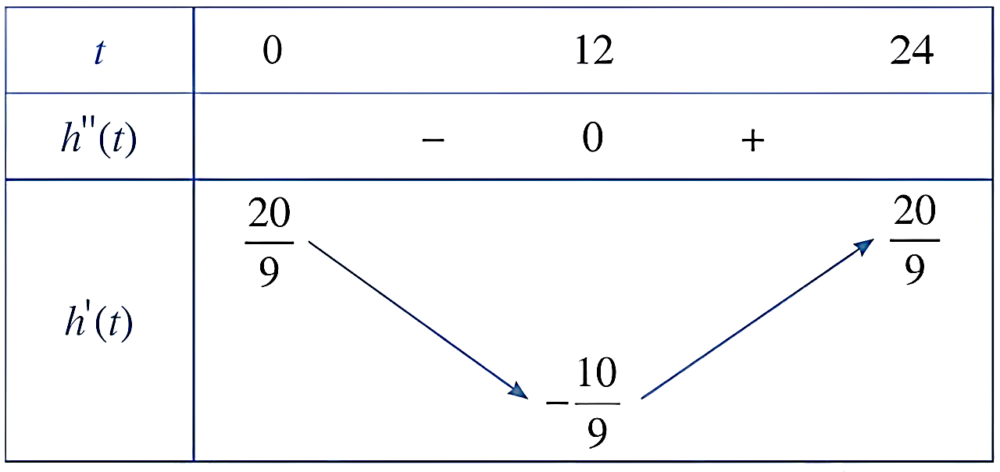 t 0 12 24
h''(t) − 0 +
h'(t) 20/9 −10/9 20/9